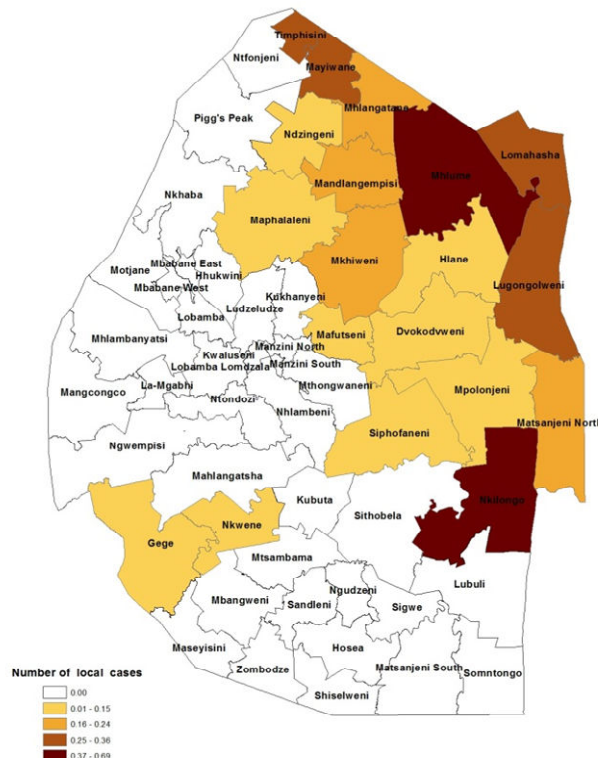 Timphisini
Ntfonjeni
Mayiwane
Mhlangatane
Pigg's Peak
Ndzingeni
Lomahasha
Mhlume
Mandlangempisi
Nkhaba
Maphalaleni
Mkhiweni
Hlane
Mbabane East
Motjane
Hhukwini
Mbabane West
Lugongolweni
Kukhanyeni
Ludzeludze
Lobamba
Mafutseni
Dvokodvweni
Mhlambanyatsi
Manzini North
Kwaluseni
Lobamba Lomdzala
Manzini South
La-Mgabhi
Mthongwaneni
Mangcongco
Mpolonjeni
Ntondozi
Nhlambeni
Matsanjeni North
Siphofaneni
Ngwempisi
Mahlangatsha
Kubuta
Nkilongo
Sithobela
Nkwene
Gege
Mtsambama
Lubuli
Ngudzeni
Mbangweni
Sandleni
Sigwe
Maseyisini
Hosea
Zombodze
Matsanjeni South
Somntongo
Shiselweni
Number of local cases
0.00
0.01 - 0.15
0.16 - 0.24
0.25 - 0.36
0.37 - 0.69